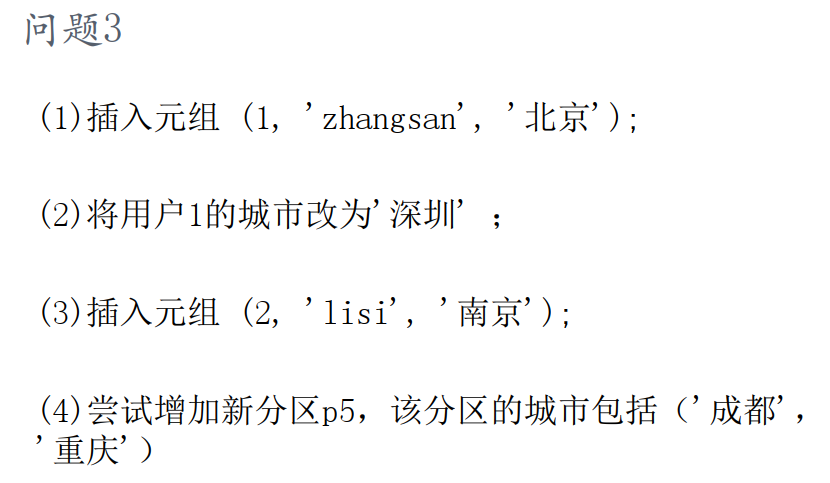 问题3
(1)插入元组 (1, 'zhangsan', '北京');
(2)将用户1的城市改为'深圳' ;
(3)插入元组 (2, 'lisi', '南京');
(4)尝试增加新分区p5，该分区的城市包括（'成都',
'重庆'）